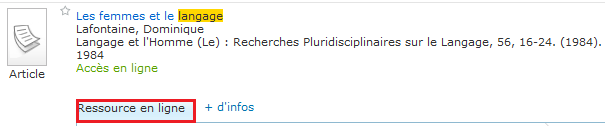 Les femmes et le langage
Lafontaine, Dominique
Langage et l'Homme (Le) : Recherches Pluridisciplinaires sur le Langage, 56, 16-24. (1984).
1984
Accès en ligne
Article
Ressource en ligne + d'infos